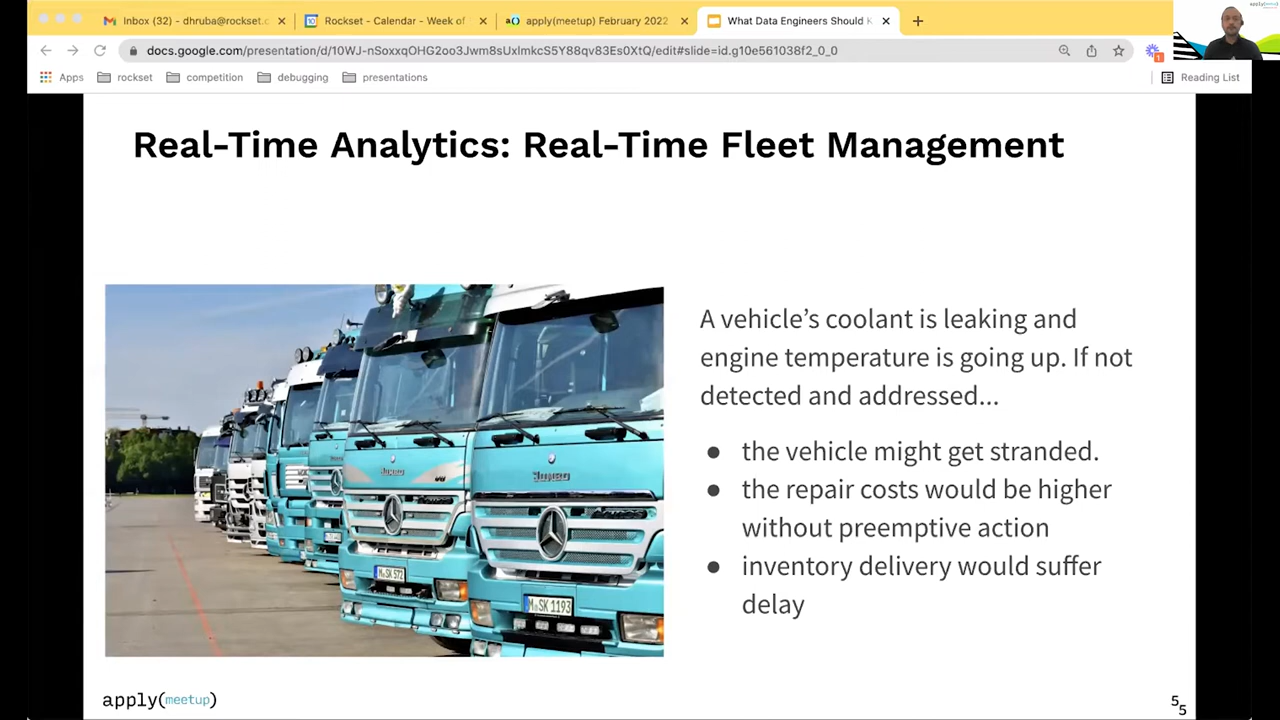 Inbox (32) - dhruba@rockset.c
Rockset - Calendar - Week of
apply(meetup) February 2022
What Data Engineers Should K
docs.google.com/presentation/d/10WJ-nSoxxqOHG2oo3Jwm8sUxlmkcS5Y88qv83Es0XtQ/edit#slide=id.g10e561038f2_0_0
Apps
rockset
competition
debugging
presentations
Reading List
Real-Time Analytics: Real-Time Fleet Management
A vehicle’s coolant is leaking and
engine temperature is going up. If not
detected and addressed...
● the vehicle might get stranded.
● the repair costs would be higher
without preemptive action
● inventory delivery would suffer
delay
M SK 572
M SK 1193
apply(meetup)
5
5